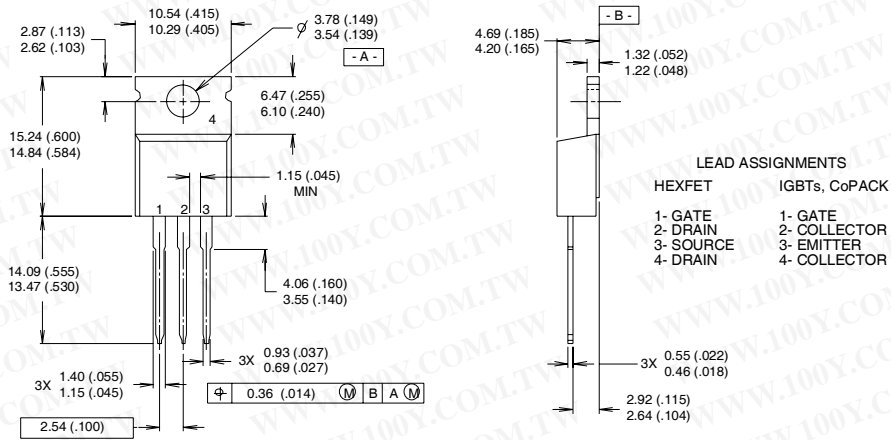 10.54 (.415)
10.29 (.405)
2.87 (.113)
2.62 (.103)
3.78 (.149)
3.54 (.139)
- A -
6.47 (.255)
6.10 (.240)
4
15.24 (.600)
14.84 (.584)
1.15 (.045)
MIN
1 2 3
14.09 (.555)
13.47 (.530)
4.06 (.160)
3.55 (.140)
3X 0.93 (.037)
0.69 (.027)
3X 1.40 (.055)
1.15 (.045)
⌖ 0.36 (.014) Ⓜ B A Ⓜ
2.54 (.100)
4.69 (.185)
4.20 (.165)
- B -
1.32 (.052)
1.22 (.048)
3X 0.55 (.022)
0.46 (.018)
2.92 (.115)
2.64 (.104)
LEAD ASSIGNMENTS
HEXFET
1- GATE
2- DRAIN
3- SOURCE
4- DRAIN
IGBTs, CoPACK
1- GATE
2- COLLECTOR
3- EMITTER
4- COLLECTOR
WWW.100Y.COM.TW